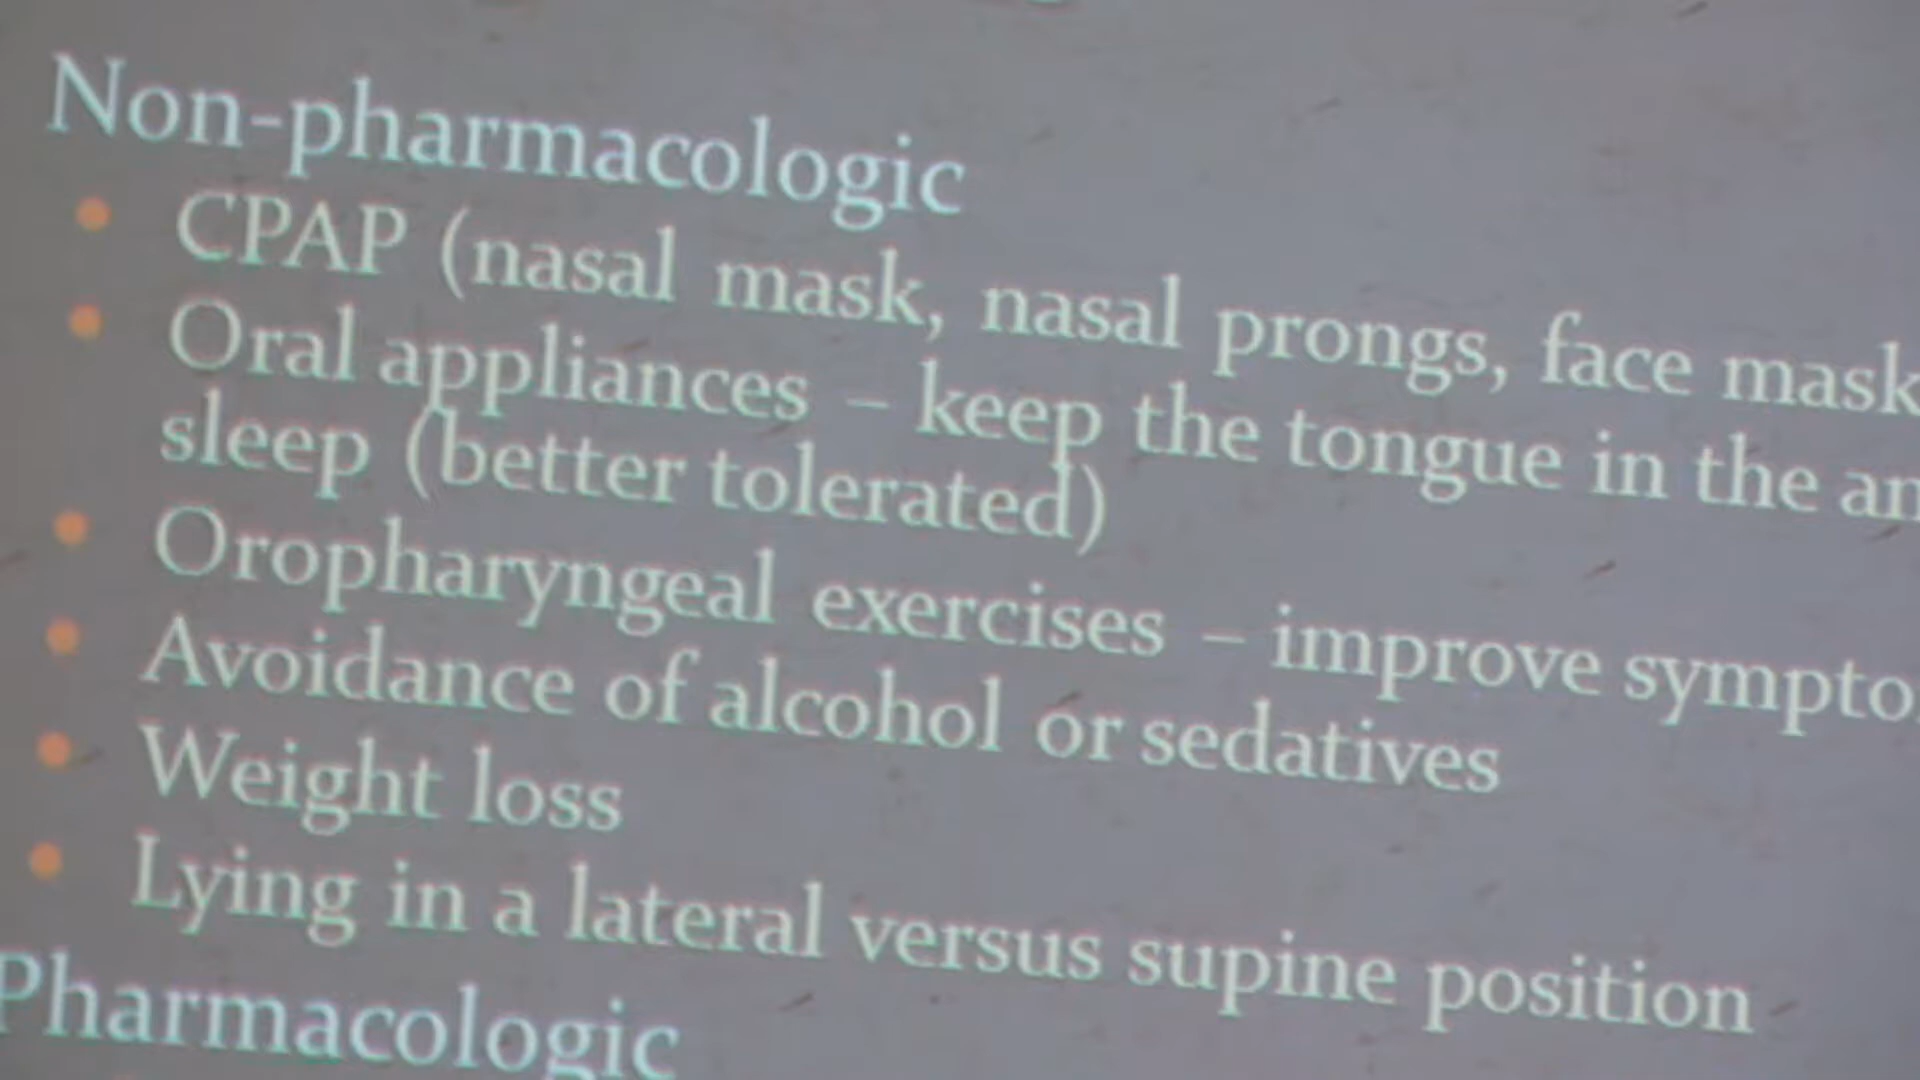 Non-pharmacologic
CPAP (nasal mask, nasal prongs, face mask
Oral appliances – keep the tongue in the
sleep (better tolerated)
Oropharyngeal exercises – improve
Avoidance of alcohol or sedatives
Weight loss
Lying in a lateral versus supine position
Pharmacologic